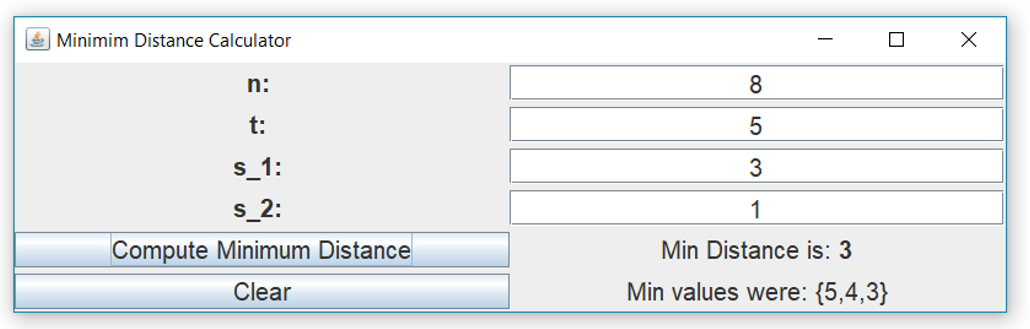 Minimim Distance Calculator
n: 8
t: 5
s_1: 3
s_2: 1
Compute Minimum Distance Min Distance is: 3
Clear Min values were: {5,4,3}